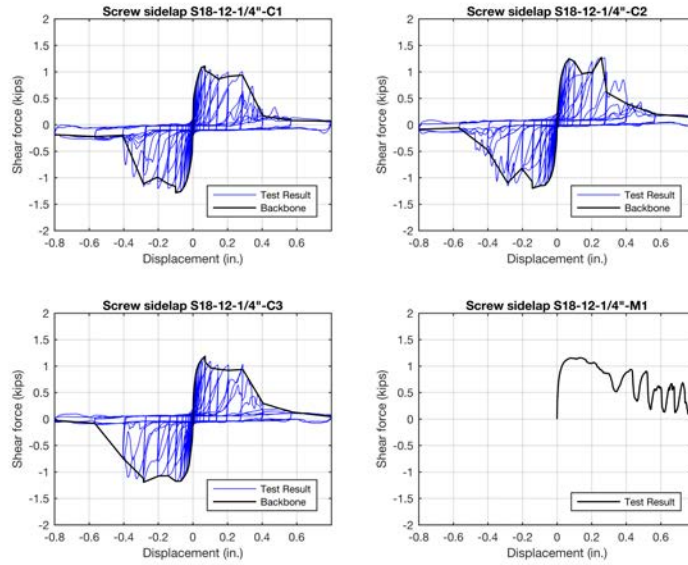 Screw sidelap S18-12-1/4"-C1
2
1.5
1
0.5
0
-0.5
-1
-1.5
-2
Shear force (kips)
Test Result
Backbone
-0.8 -0.6 -0.4 -0.2 0 0.2 0.4 0.6
Displacement (in.)
Screw sidelap S18-12-1/4"-C2
2
1.5
1
0.5
0
-0.5
-1
-1.5
-2
Shear force (kips)
Test Result
Backbone
-0.8 -0.6 -0.4 -0.2 0 0.2 0.4 0.6
Displacement (in.)
Screw sidelap S18-12-1/4"-C3
2
1.5
1
0.5
0
-0.5
-1
-1.5
-2
Shear force (kips)
Test Result
Backbone
-0.8 -0.6 -0.4 -0.2 0 0.2 0.4 0.6
Displacement (in.)
Screw sidelap S18-12-1/4"-M1
2
1.5
1
0.5
0
-0.5
-1
-1.5
-2
Shear force (kips)
Test Result
-0.8 -0.6 -0.4 -0.2 0 0.2 0.4 0.6
Displacement (in.)